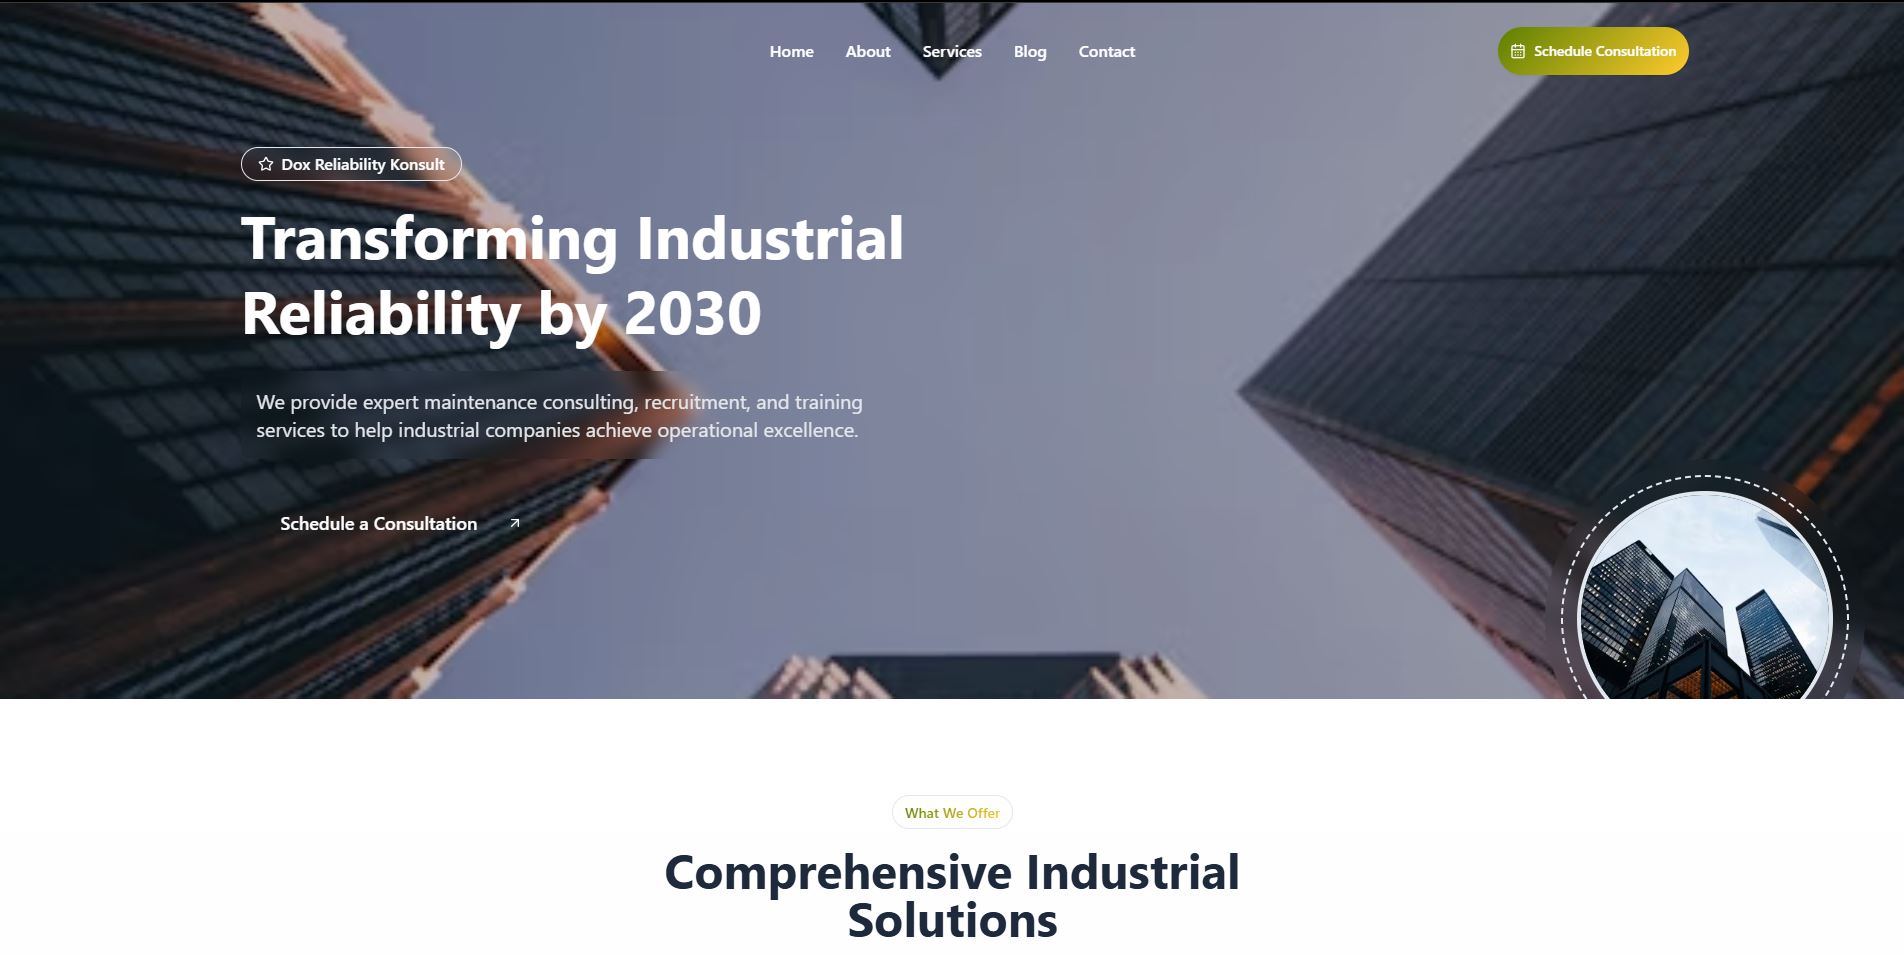 Home About Services Blog Contact
Schedule Consultation
Dox Reliability Konsult
Transforming Industrial
Reliability by 2030
We provide expert maintenance consulting, recruitment, and training
services to help industrial companies achieve operational excellence.
Schedule a Consultation
What We Offer
Comprehensive Industrial
Solutions